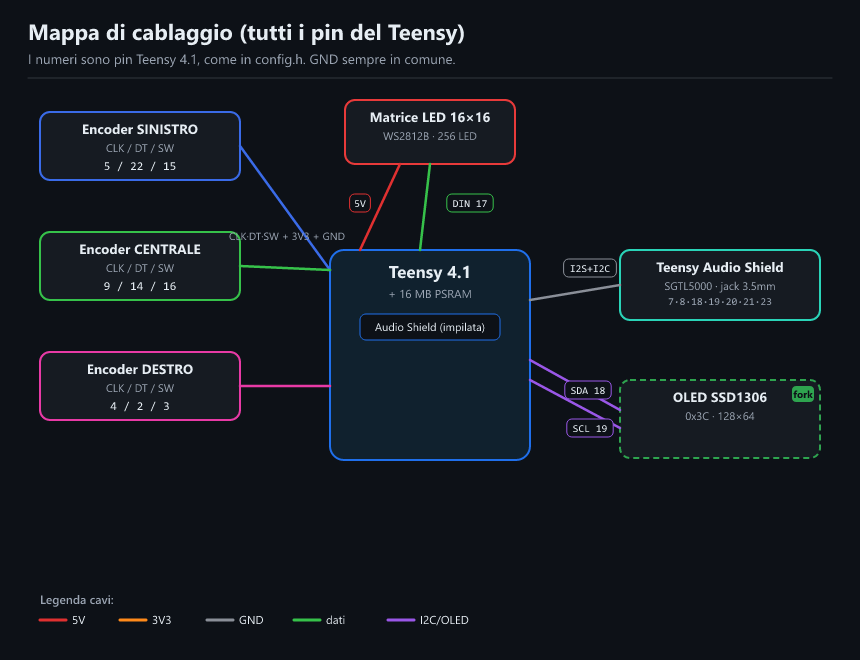 Mappa di cablaggio (tutti i pin del Teensy)
I numeri sono pin Teensy 4.1, come in config.h. GND sempre in comune.
Encoder SINISTRO
CLK / DT / SW
5 / 22 / 15
Matrice LED 16×16
WS2812B · 256 LED
5V
DIN 17
CLK·DT·SW + 3V3 + GND
Encoder CENTRALE
CLK / DT / SW
9 / 14 / 16
Teensy 4.1
+ 16 MB PSRAM
Audio Shield (impilata)
I2S+I2C
Teensy Audio Shield
SGTL5000 · jack 3.5mm
7·8·18·19·20·21·23
Encoder DESTRO
CLK / DT / SW
4 / 2 / 3
SDA 18
SCL 19
OLED SSD1306
fork
0x3C · 128×64
Legenda cavi:
5V
3V3
GND
dati
I2C/OLED